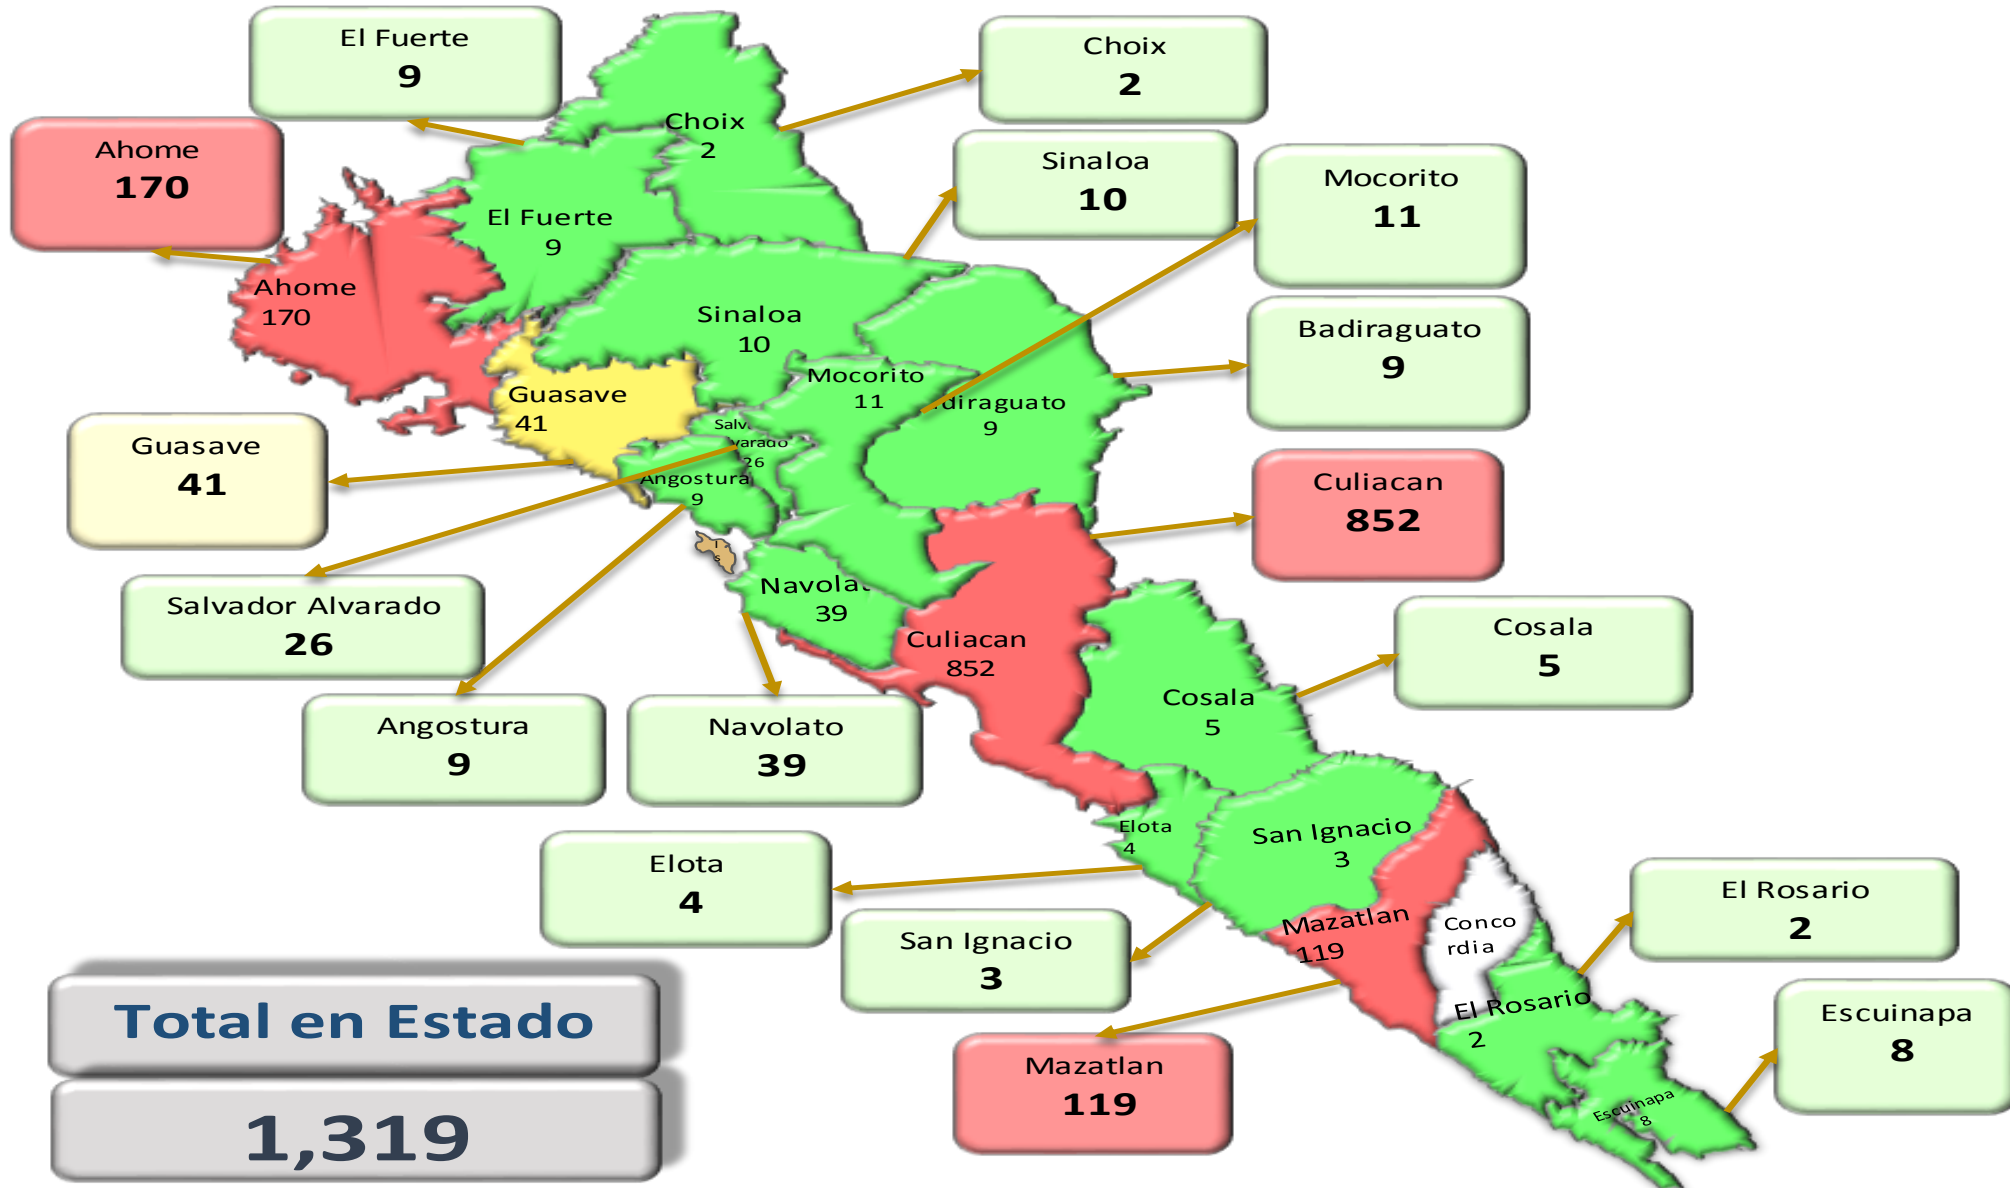 El Fuerte
9
Choix
2
Ahome
170
Sinaloa
10
Mocorito
11
Badiraguato
9
Guasave
41
Culiacan
852
Salvador Alvarado
26
Cosala
5
Angostura
9
Navolato
39
Elota
4
San Ignacio
3
El Rosario
2
Mazatlan
119
Escuinapa
8
Choix
2
El Fuerte
9
Ahome
170
Sinaloa
10
Guasave
41
Mocorito
11
diraguato
9
Salv
varado
26
Angostura
9
Navolat
39
Culiacan
852
Cosala
5
Elota
4
San Ignacio
3
Mazatlan
119
Conco
rdia
El Rosario
2
Escuinapa
8
Total en Estado
1,319